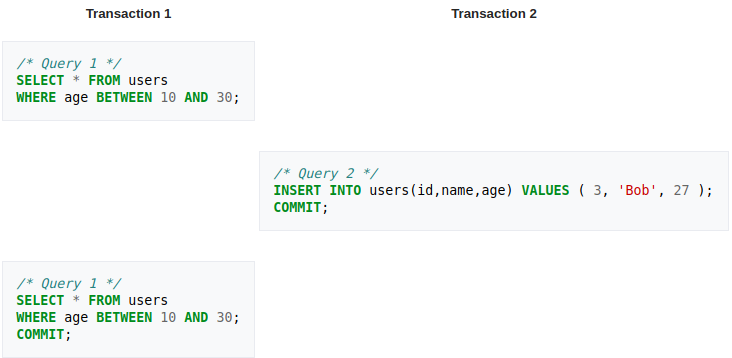 Transaction 1
Transaction 2
/* Query 1 */
SELECT * FROM users
WHERE age BETWEEN 10 AND 30;
/* Query 2 */
INSERT INTO users(id,name,age) VALUES ( 3, 'Bob', 27 );
COMMIT;
/* Query 1 */
SELECT * FROM users
WHERE age BETWEEN 10 AND 30;
COMMIT;